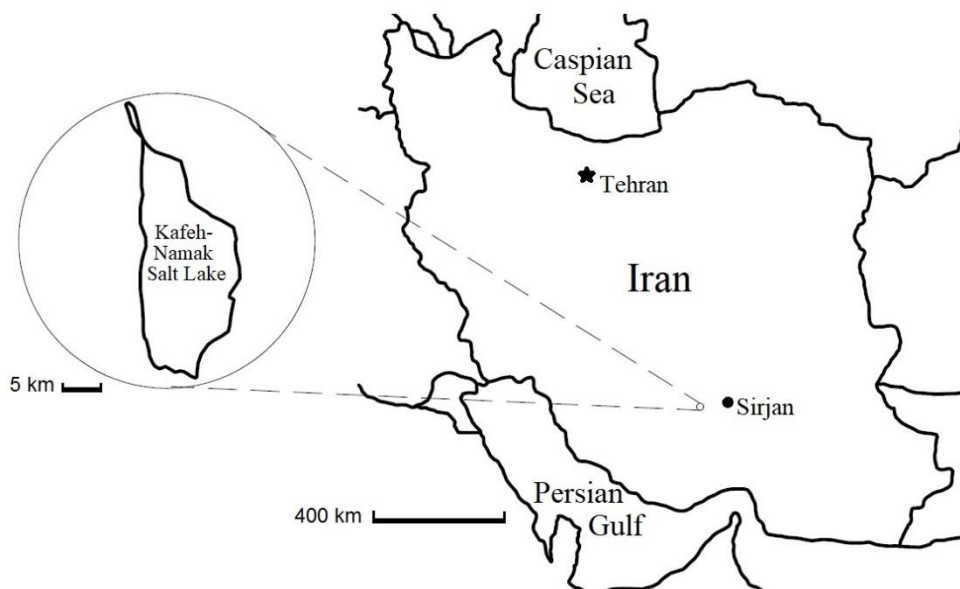 Caspian
Sea
Tehran
Kafeh-
Namak
Salt Lake
Iran
5 km
Sirjan
Persian
Gulf
400 km